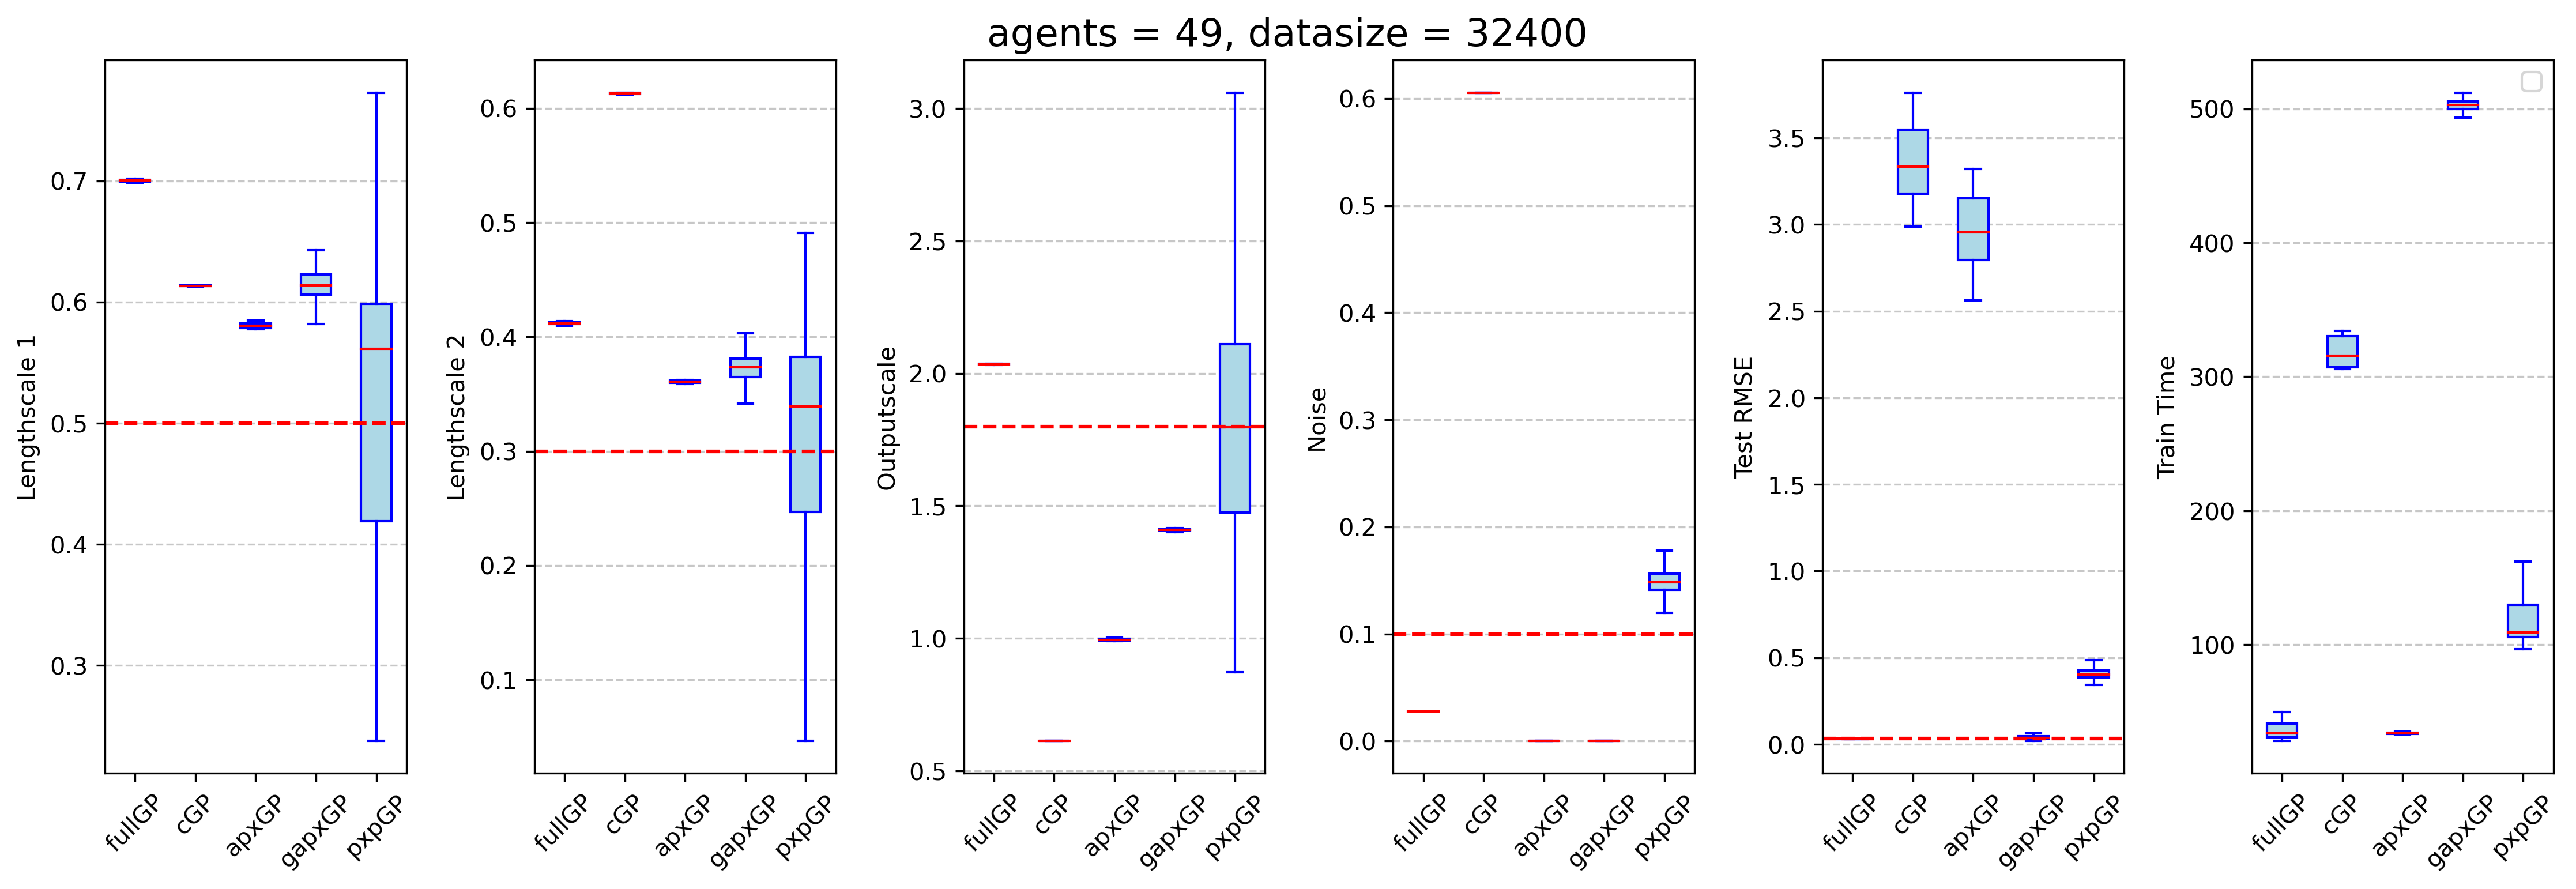 agents = 49, datasize = 32400
Lengthscale 1
0.7
0.6
0.5
0.4
0.3
fullGP
cGP
apxGP
gapxGP
pxpGP
Lengthscale 2
0.6
0.5
0.4
0.3
0.2
0.1
fullGP
cGP
apxGP
gapxGP
pxpGP
Outputscale
3.0
2.5
2.0
1.5
1.0
0.5
fullGP
cGP
apxGP
gapxGP
pxpGP
Noise
0.6
0.5
0.4
0.3
0.2
0.1
0.0
fullGP
cGP
apxGP
gapxGP
pxpGP
Test RMSE
3.5
3.0
2.5
2.0
1.5
1.0
0.5
0.0
fullGP
cGP
apxGP
gapxGP
pxpGP
Train Time
500
400
300
200
100
fullGP
cGP
apxGP
gapxGP
pxpGP